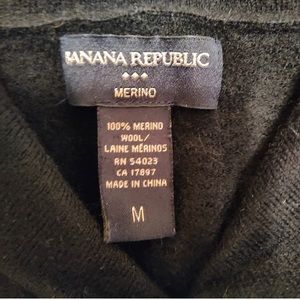 BANANA REPUBLIC
MERINO
100% MERINO
WOOL/
LAINE MÉRINOS
RN 54023
CA 17897
MADE IN CHINA
M